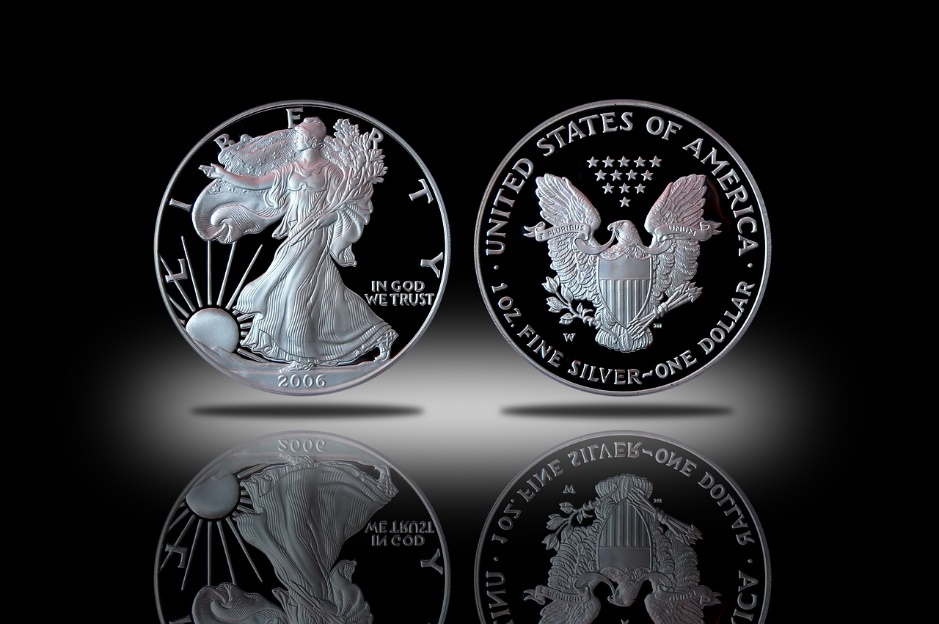 LIBERTY
IN GOD
WE TRUST
2006
· UNITED STATES OF AMERICA ·
E PLURIBUS UNUM
W
1 OZ. FINE SILVER~ONE DOLLAR